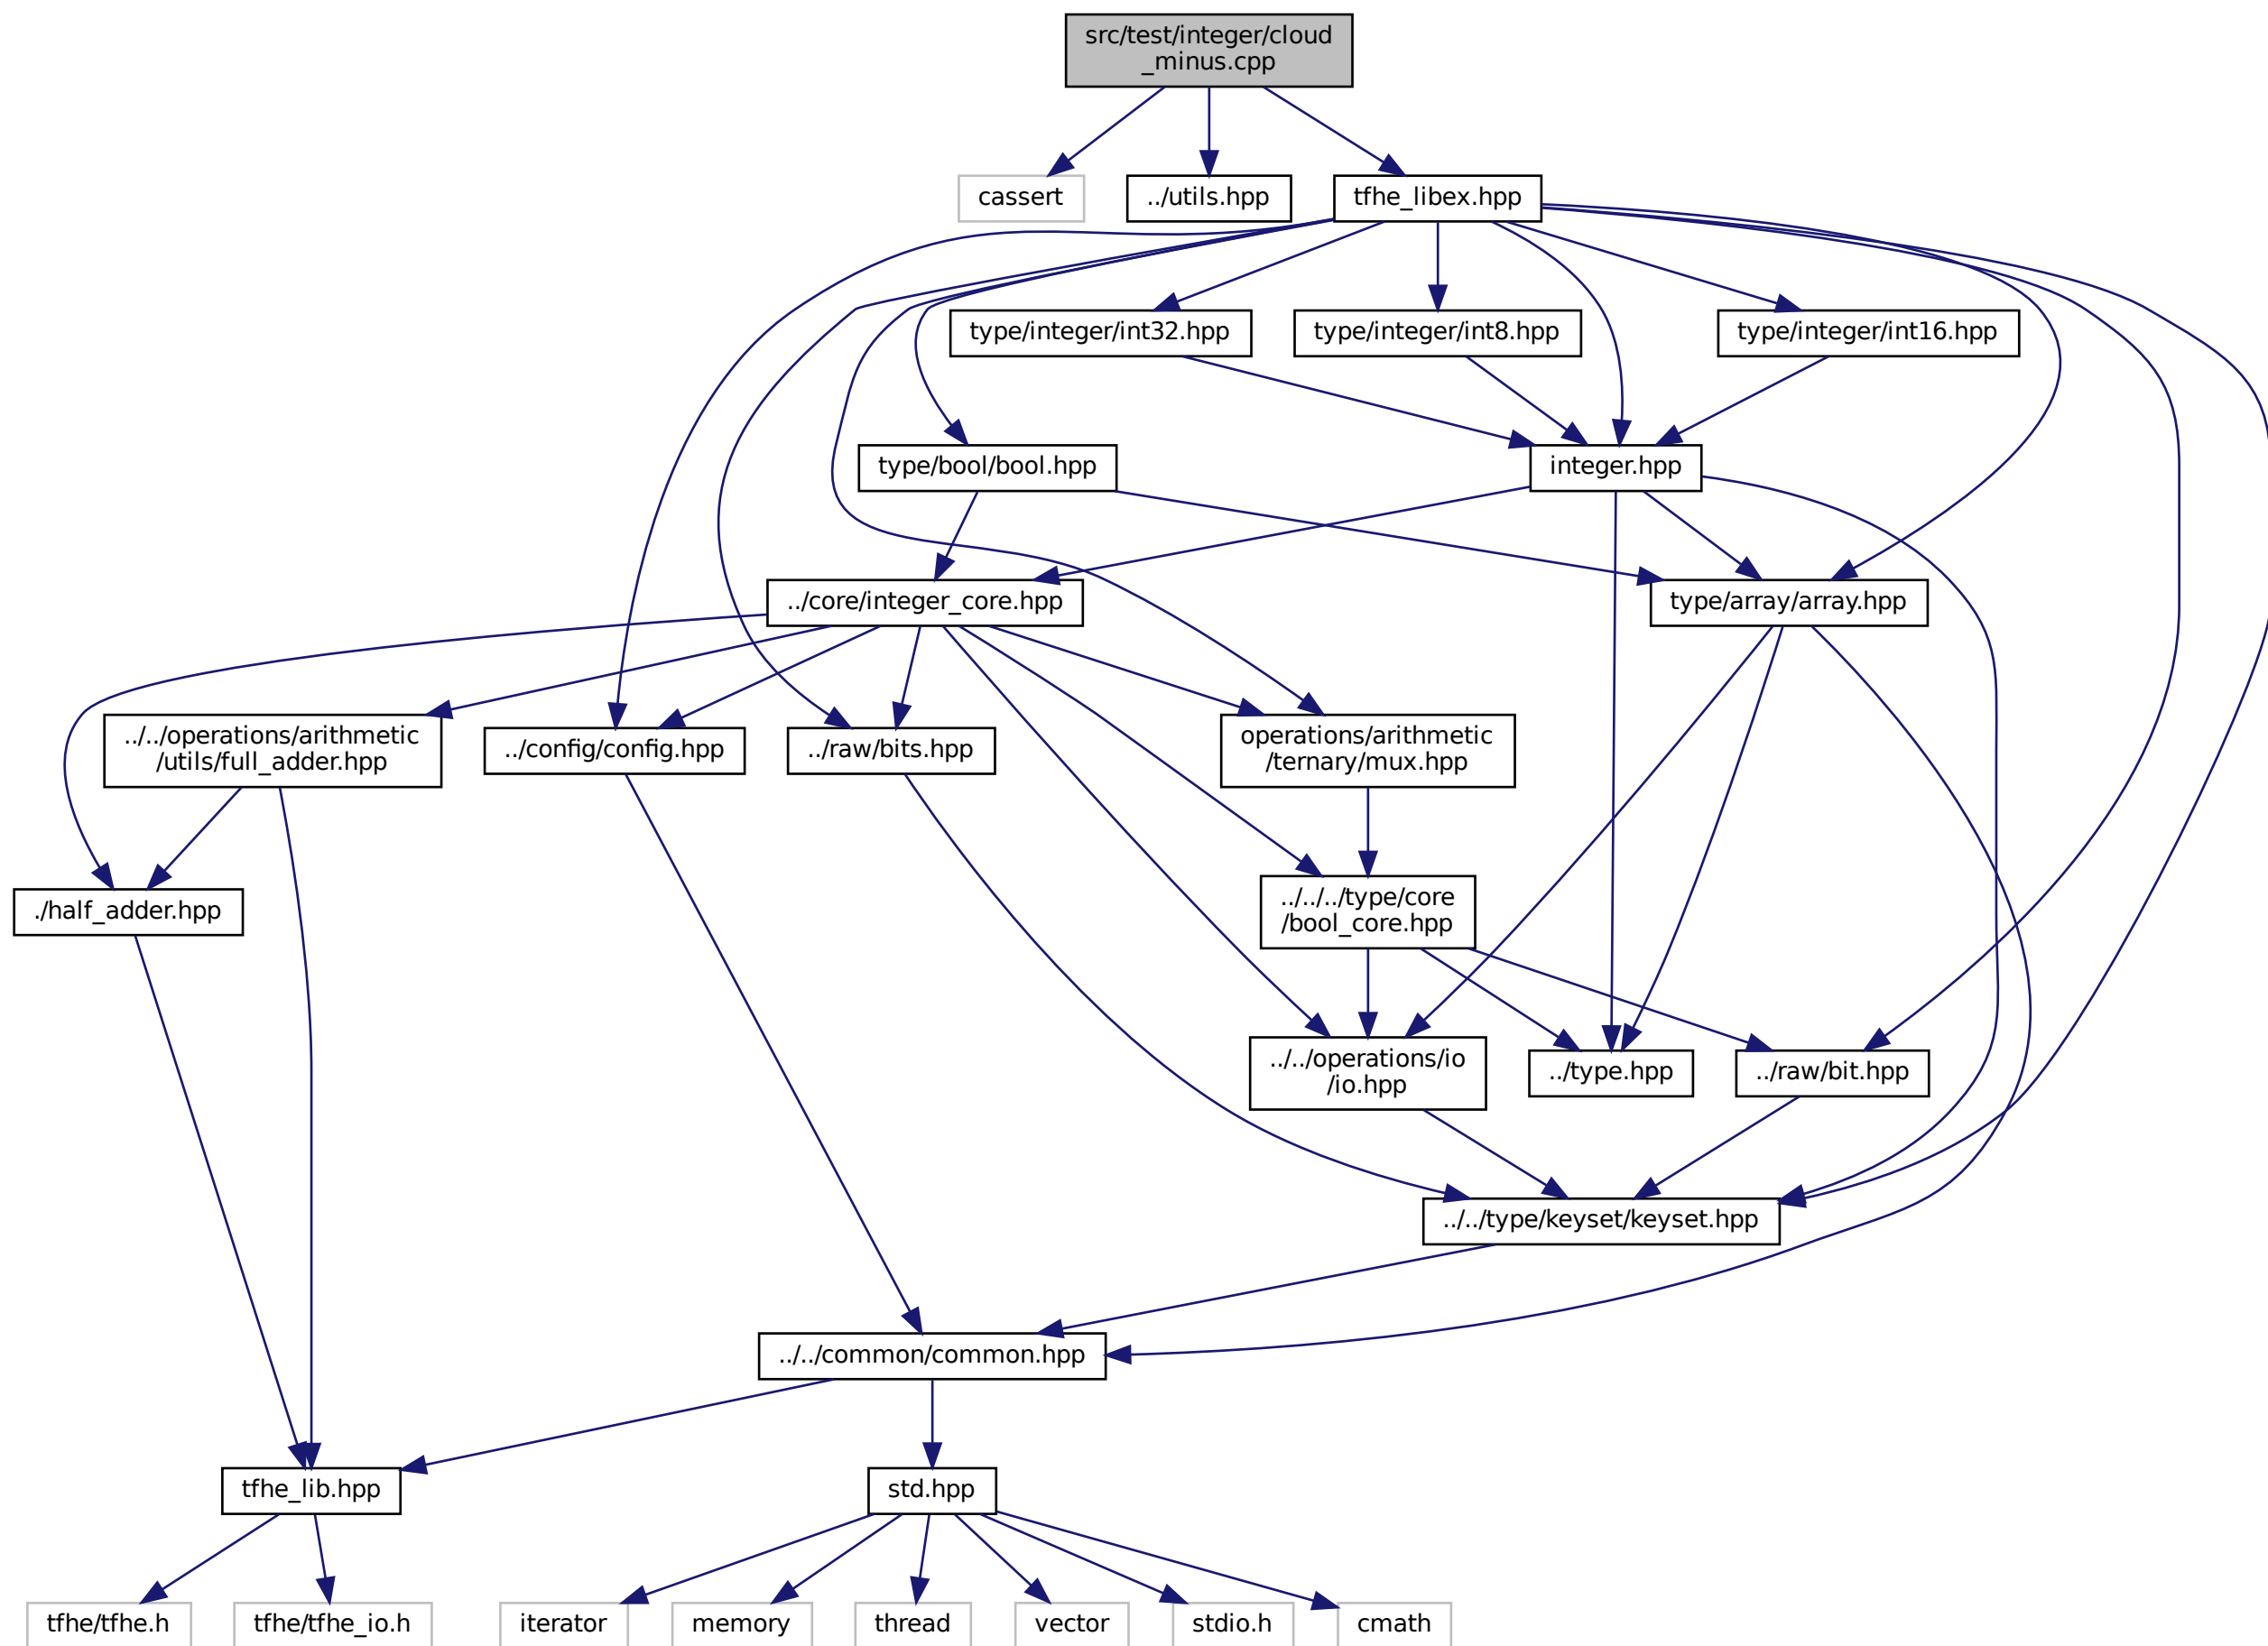 src/test/integer/cloud
_minus.cpp
cassert
../utils.hpp
tfhe_libex.hpp
type/integer/int32.hpp
type/integer/int8.hpp
type/integer/int16.hpp
type/bool/bool.hpp
integer.hpp
../core/integer_core.hpp
type/array/array.hpp
../../operations/arithmetic
/utils/full_adder.hpp
../config/config.hpp
../raw/bits.hpp
operations/arithmetic
/ternary/mux.hpp
./half_adder.hpp
../../../type/core
/bool_core.hpp
../../operations/io
/io.hpp
../type.hpp
../raw/bit.hpp
../../type/keyset/keyset.hpp
../../common/common.hpp
tfhe_lib.hpp
std.hpp
tfhe/tfhe.h
tfhe/tfhe_io.h
iterator
memory
thread
vector
stdio.h
cmath